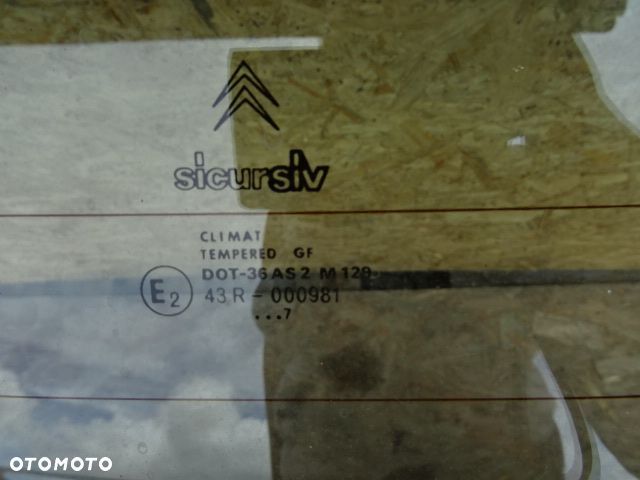 sicursiv
CLIMAT
TEMPERED GF
DOT-36 AS 2 M 129
E2 43 R - 000981
...7
OTOMOTO